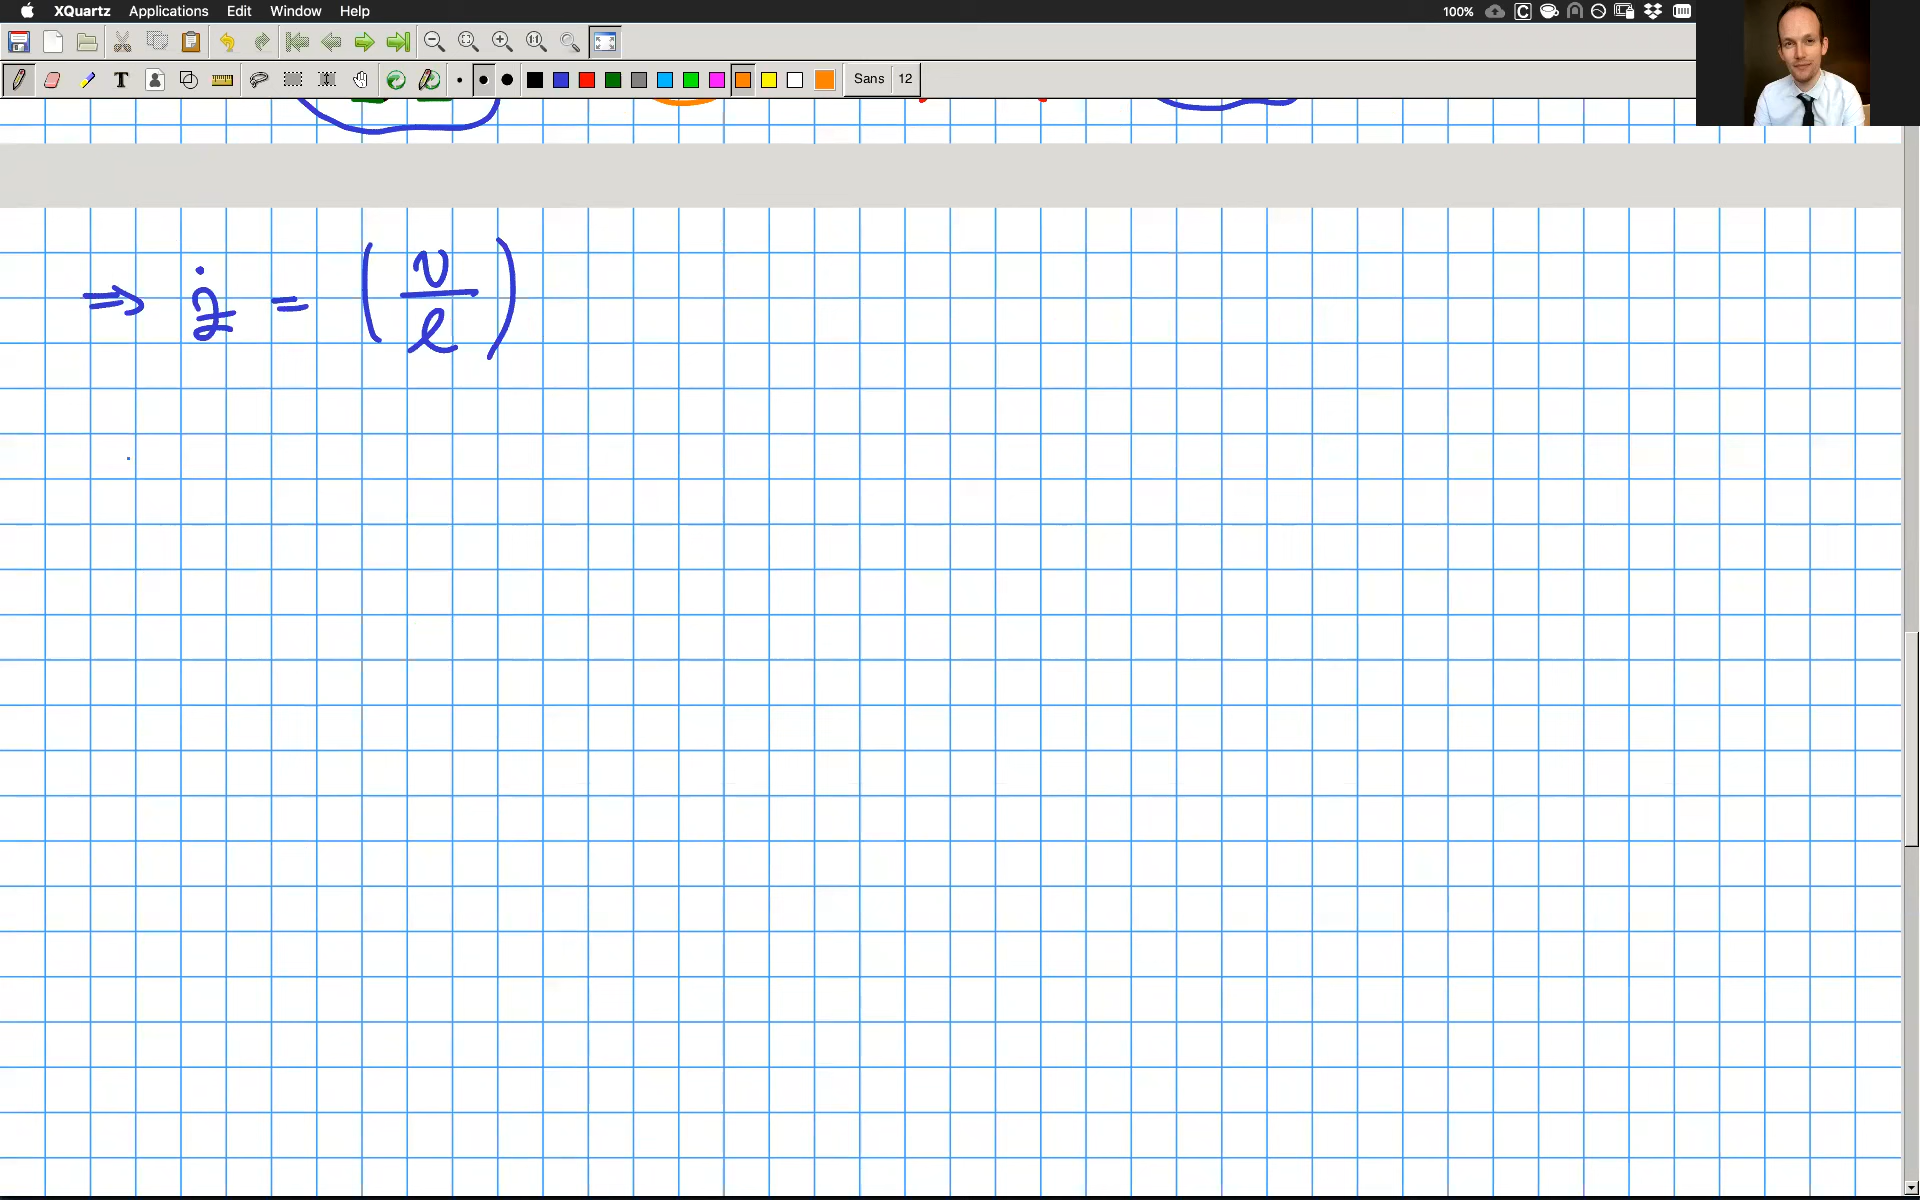 XQuartz Applications Edit Window Help 100%
T Sans 12
⇒ ż = ( v / l )